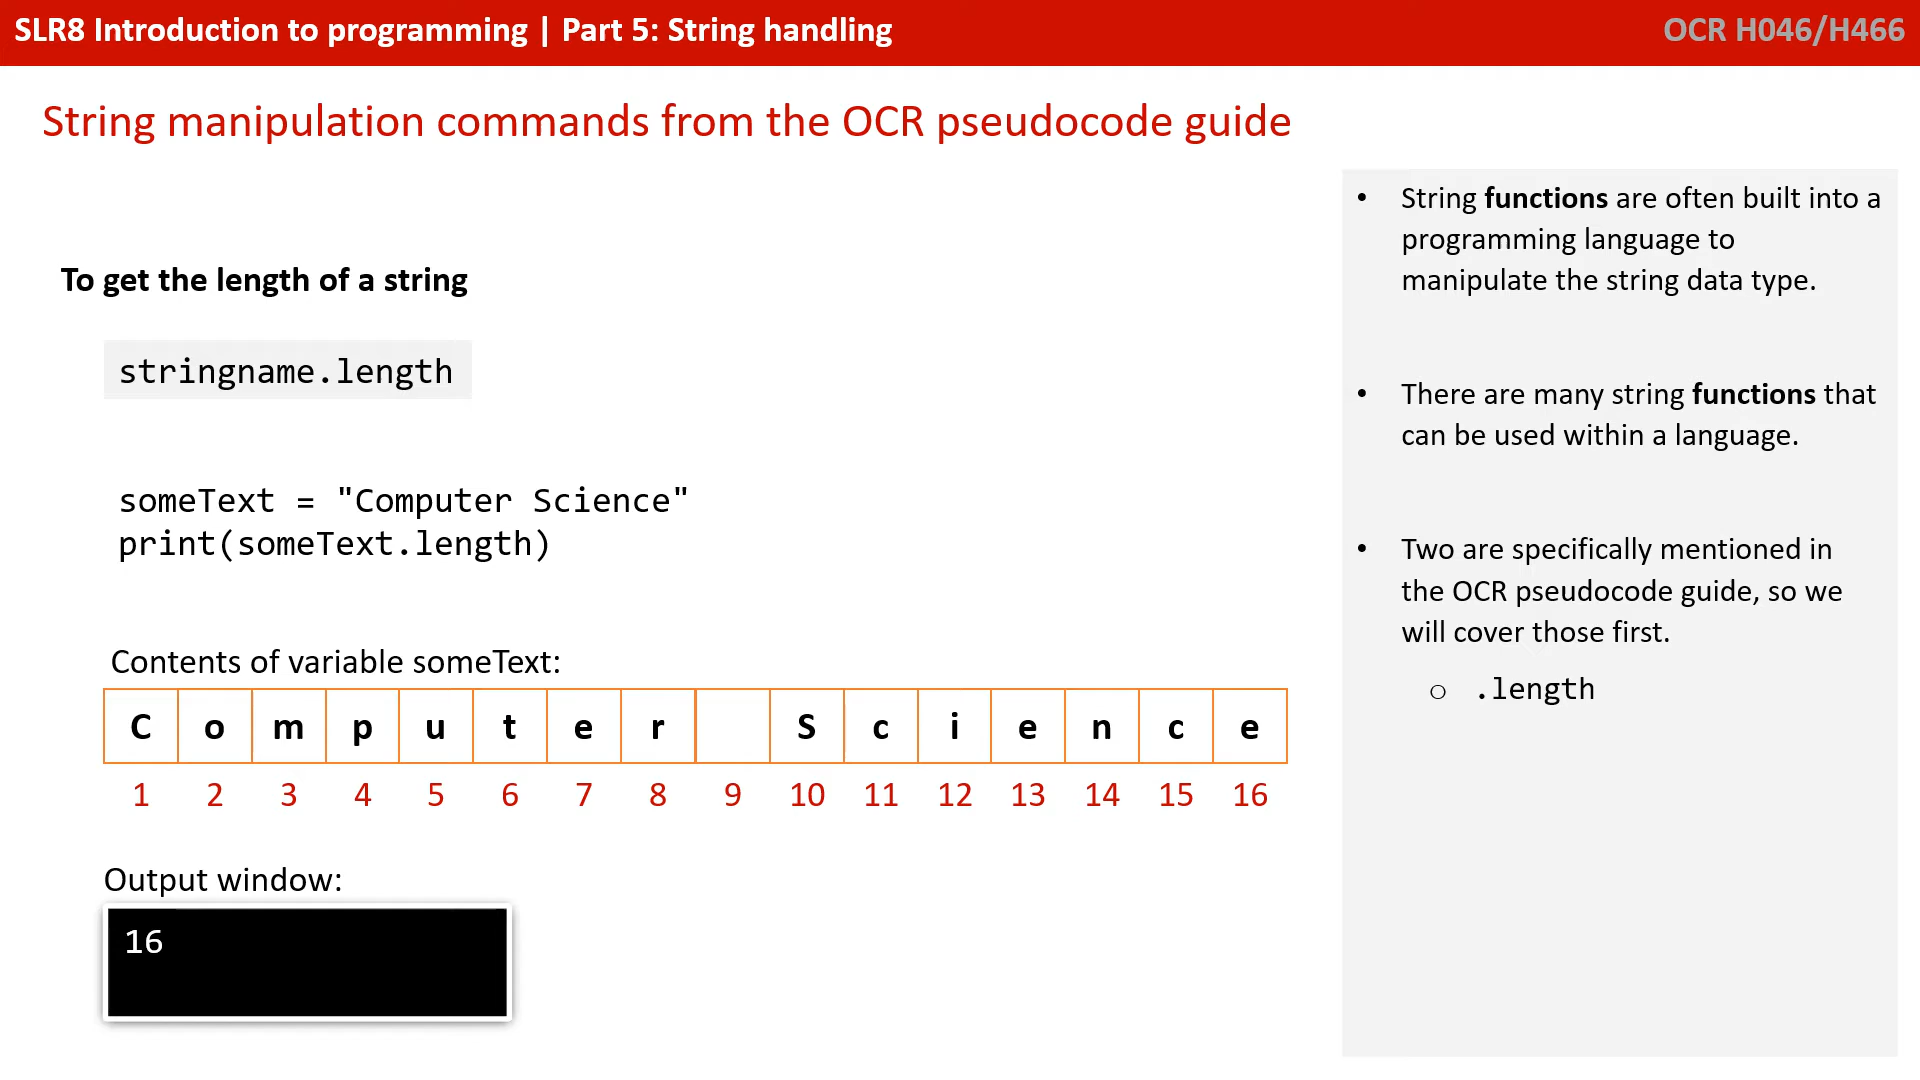 SLR8 Introduction to programming | Part 5: String handling
OCR H046/H466
String manipulation commands from the OCR pseudocode guide
To get the length of a string
stringname.length
someText = "Computer Science"
print(someText.length)
Contents of variable someText:
C o m p u t e r S c i e n c e
1 2 3 4 5 6 7 8 9 10 11 12 13 14 15 16
Output window:
16
• String functions are often built into a
programming language to
manipulate the string data type.
• There are many string functions that
can be used within a language.
• Two are specifically mentioned in
the OCR pseudocode guide, so we
will cover those first.
○ .length